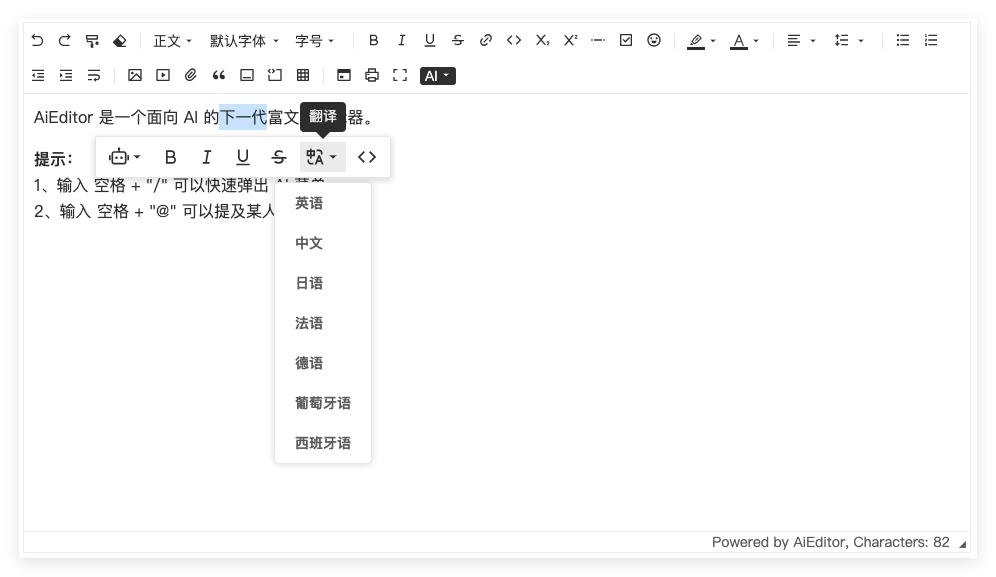 正文 默认字体 字号
AI
AiEditor 是一个面向 AI 的下一代富文 器。
翻译
提示：
1、输入 空格 + "/" 可以快速弹出
2、输入 空格 + "@" 可以提及某人
英语
中文
日语
法语
德语
葡萄牙语
西班牙语
Powered by AiEditor, Characters: 82